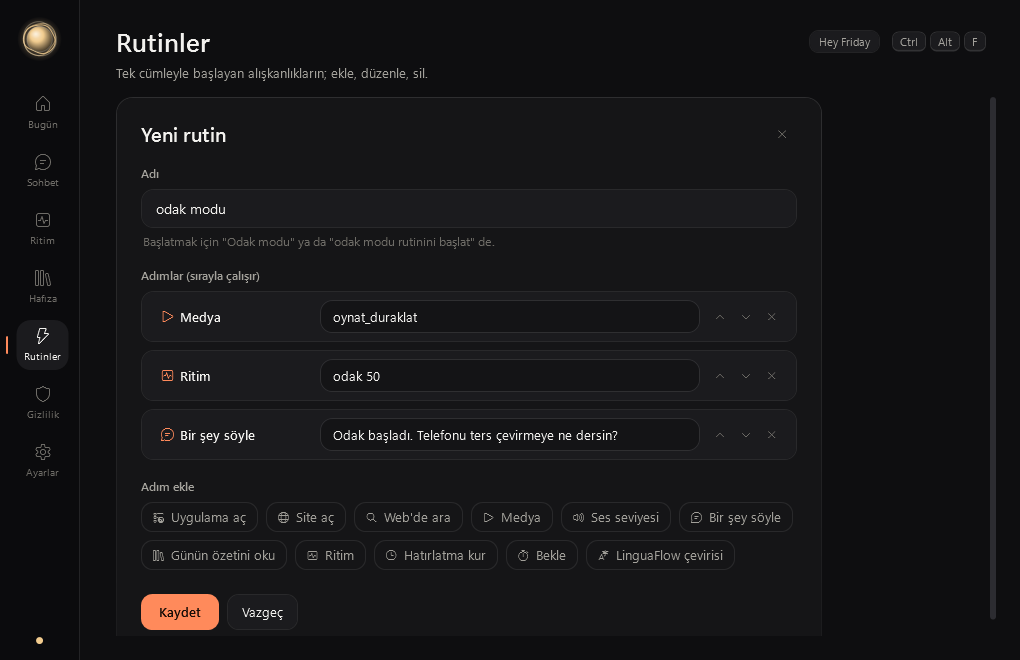 Rutinler
Hey Friday Ctrl Alt F
Tek cümleyle başlayan alışkanlıkların; ekle, düzenle, sil.
Bugün
Sohbet
Ritim
Hafıza
Rutinler
Gizlilik
Ayarlar
Yeni rutin
Adı
odak modu
Başlatmak için "Odak modu" ya da "odak modu rutinini başlat" de.
Adımlar (sırayla çalışır)
Medya oynat_duraklat
Ritim odak 50
Bir şey söyle Odak başladı. Telefonu ters çevirmeye ne dersin?
Adım ekle
Uygulama aç Site aç Web'de ara Medya Ses seviyesi Bir şey söyle
Günün özetini oku Ritim Hatırlatma kur Bekle LinguaFlow çevirisi
Kaydet Vazgeç